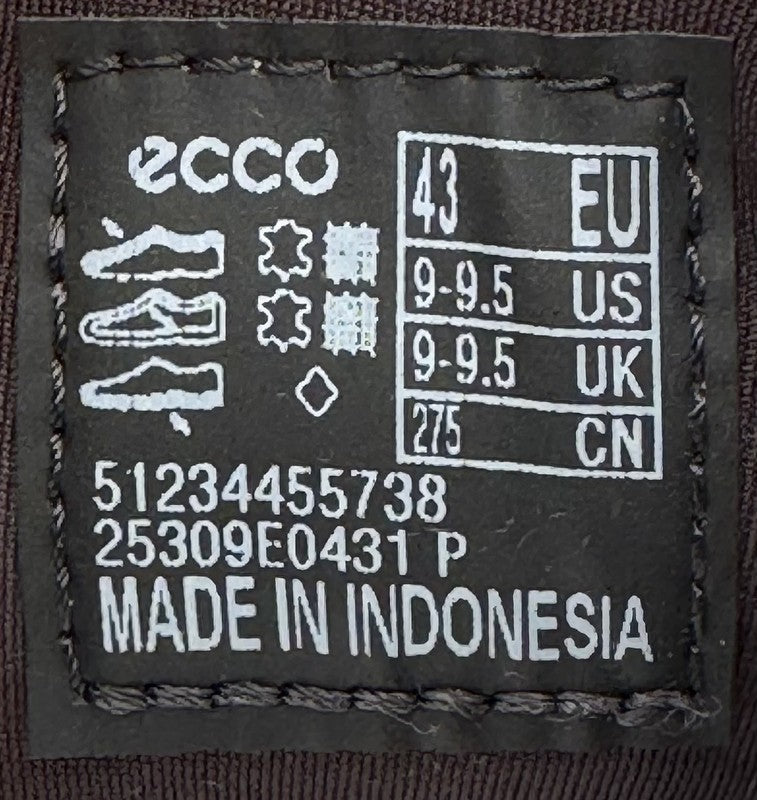 ecco
43 EU
9-9.5 US
9-9.5 UK
275 CN
51234455738
25309E0431 P
MADE IN INDONESIA